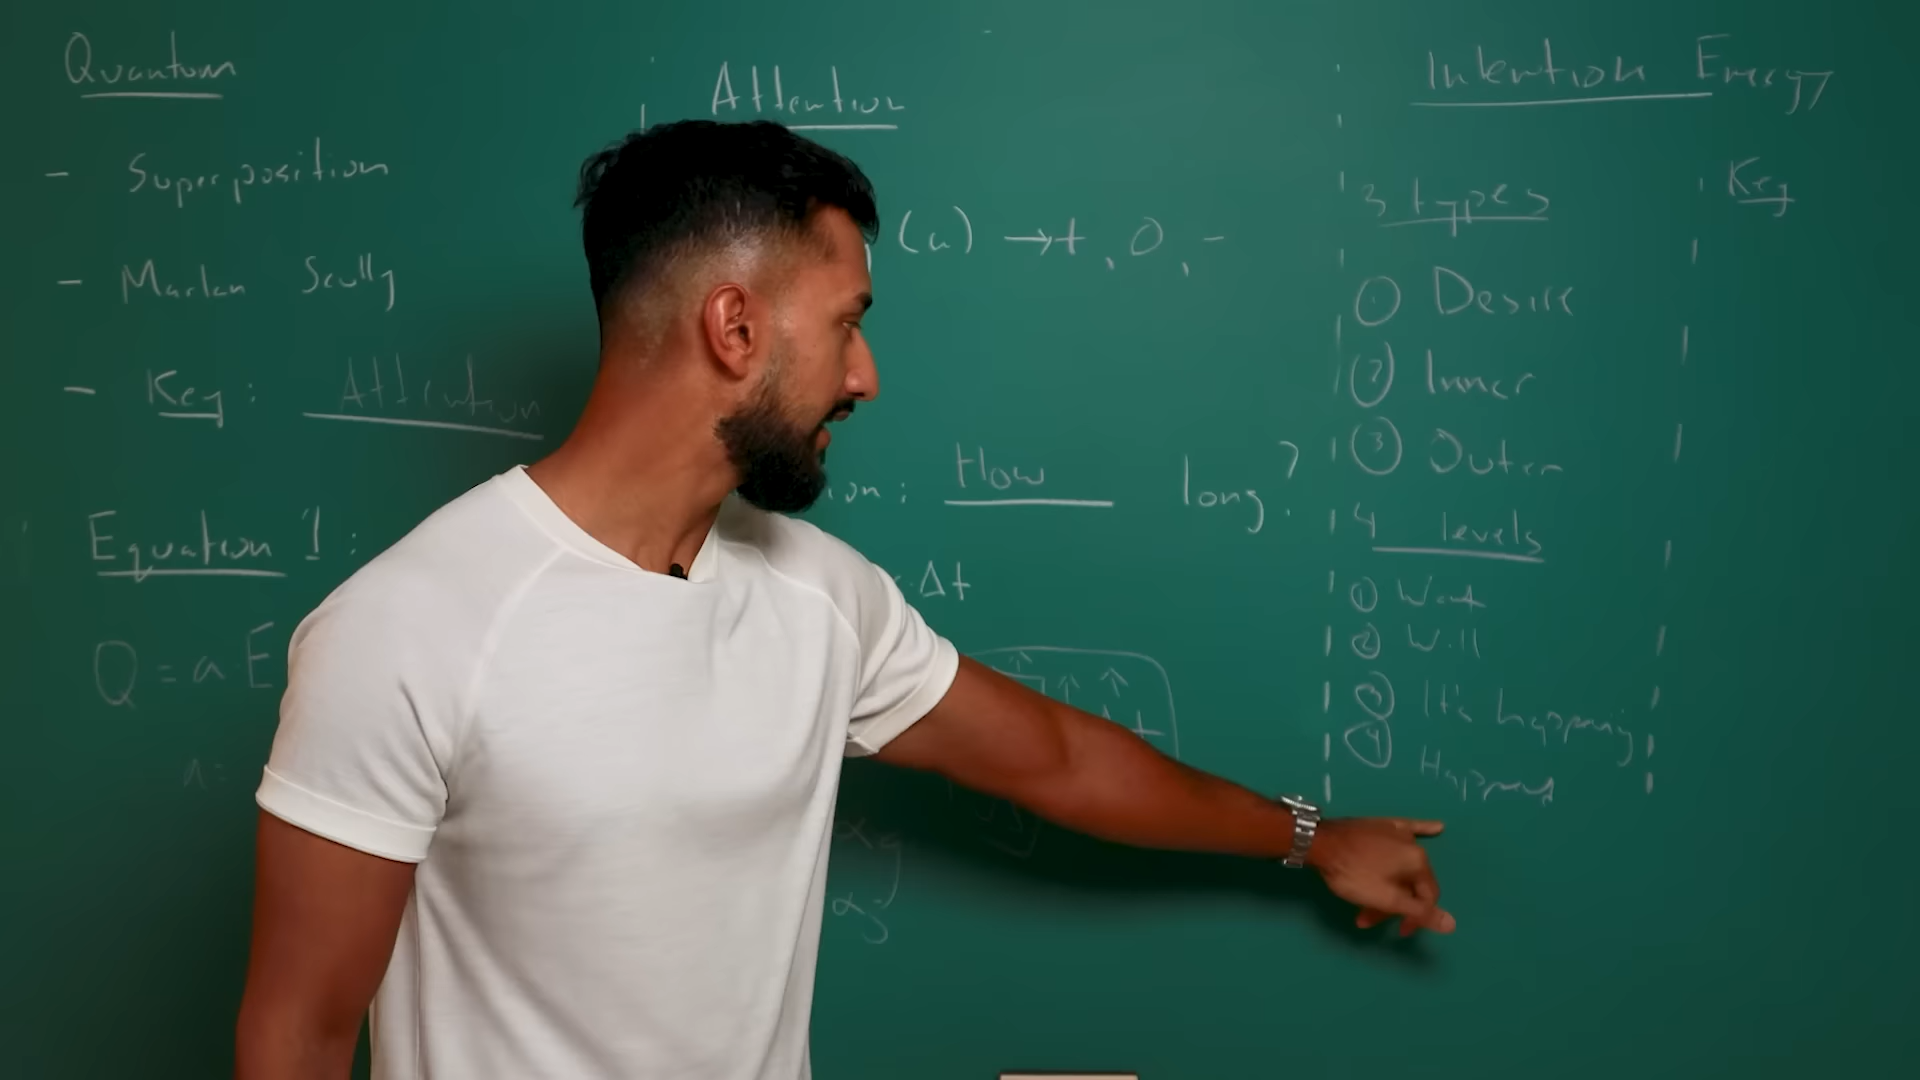 Quantum
- Superposition
- Marlan Scully
- Key: Attention
Equation 1:
Q = a · E
a =
Attention
(a) → +, 0, -
ion: How long?
· Δt
Intention Energy
3 types
① Desire
② Inner
③ Outer
4 levels
① Want
② Will
③ It's happening
④ Happened
Key